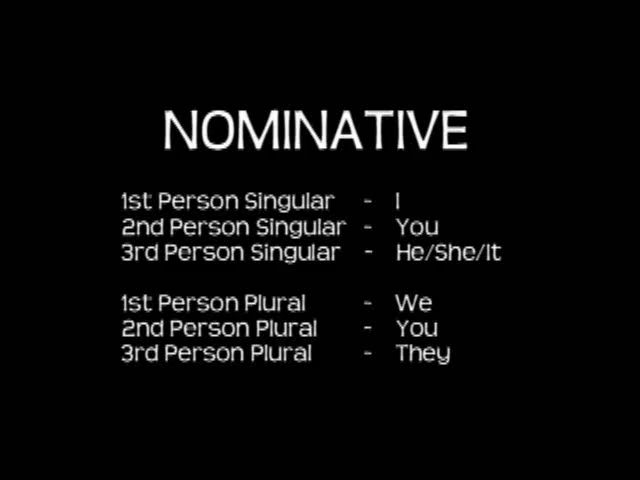 NOMINATIVE
1st Person Singular - I
2nd Person Singular - You
3rd Person Singular - He/She/It
1st Person Plural - We
2nd Person Plural - You
3rd Person Plural - They